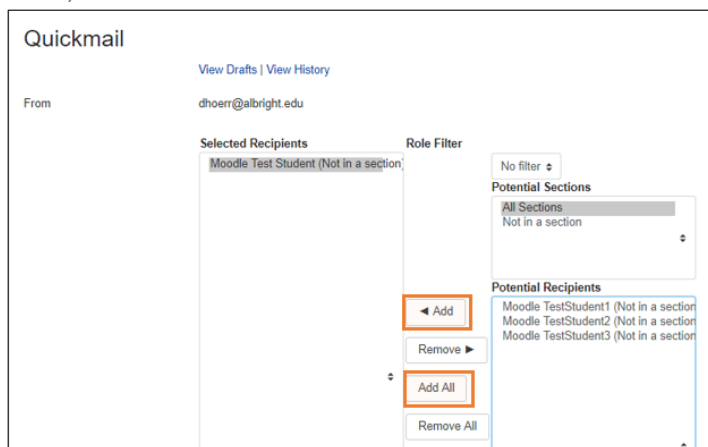 Quickmail
View Drafts | View History
From
dhoerr@albright.edu
Selected Recipients
Role Filter
Moodle Test Student (Not in a section)
No filter
Potential Sections
All Sections
Not in a section
Potential Recipients
Moodle TestStudent1 (Not in a section
Moodle TestStudent2 (Not in a section
Moodle TestStudent3 (Not in a section
◄ Add
Remove ►
Add All
Remove All